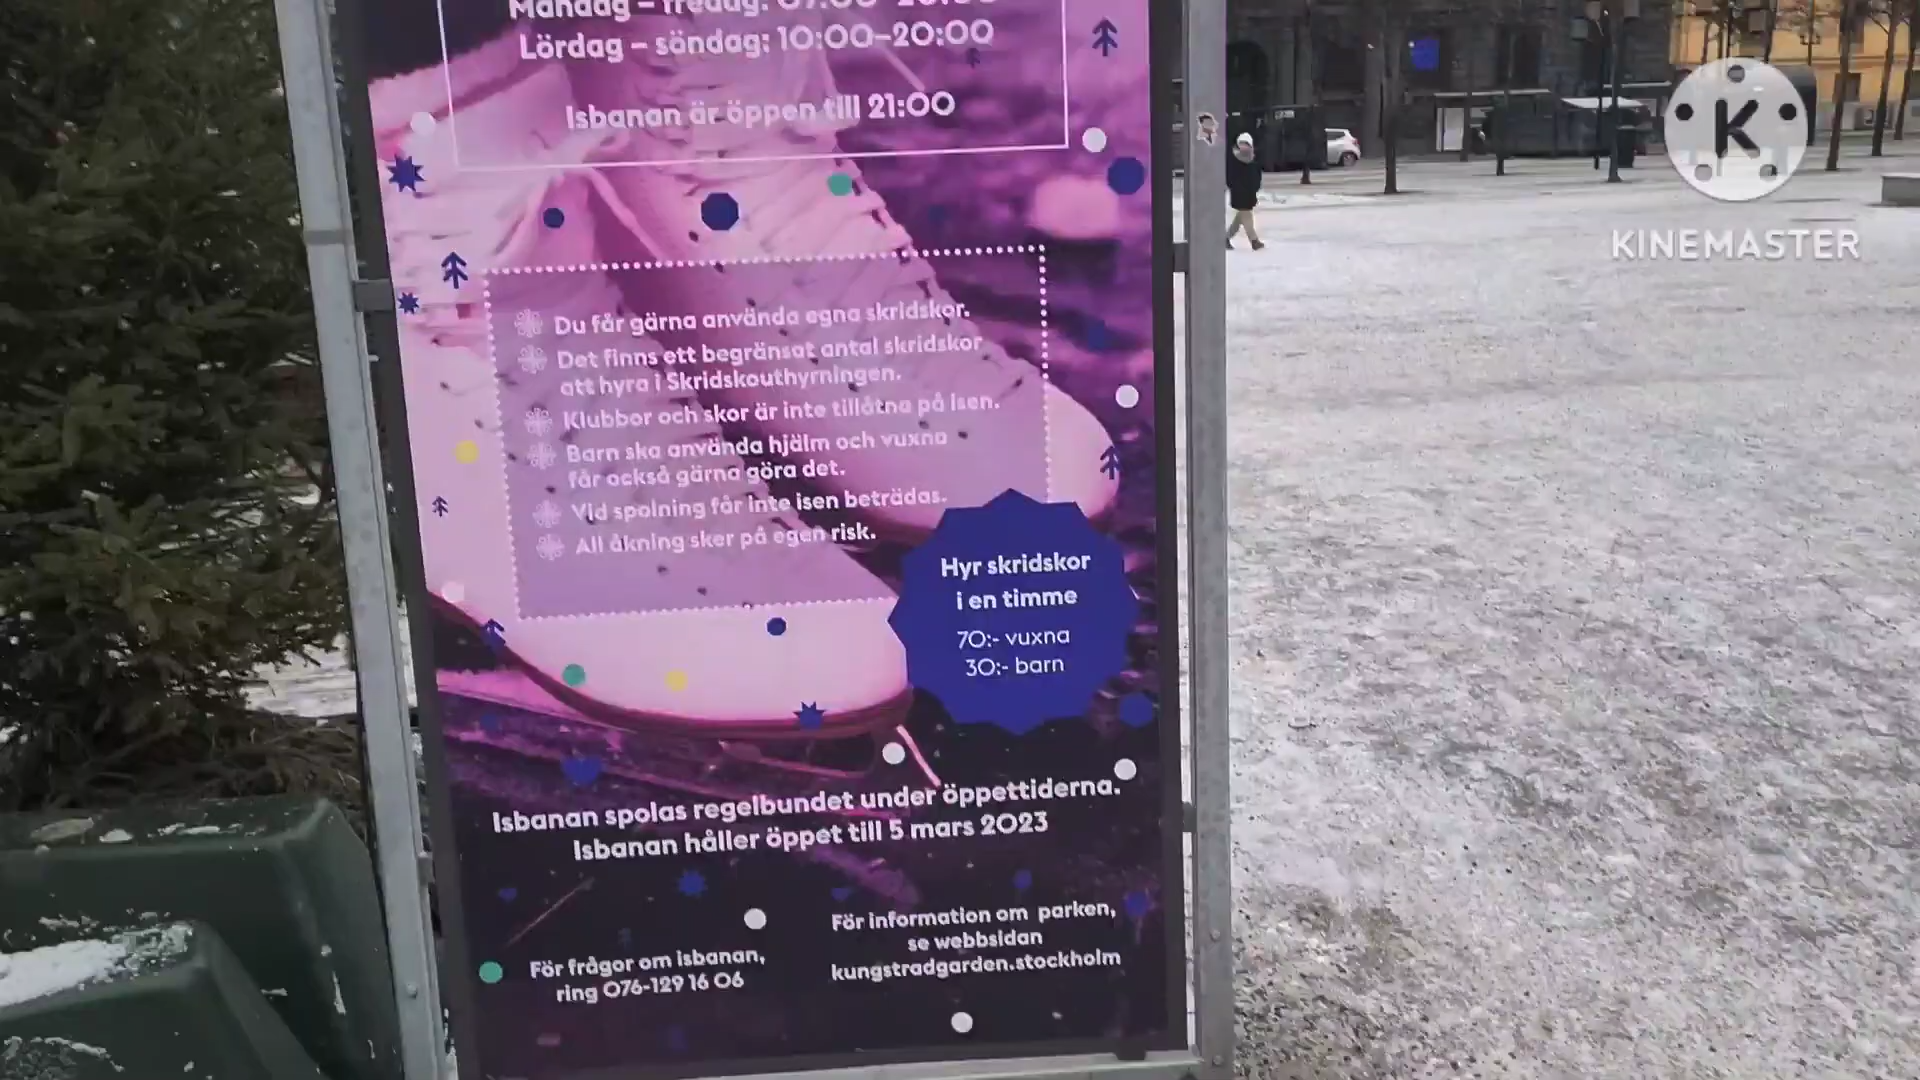 Måndag – fredag:
Lördag – söndag: 10:00–20:00
Isbanan är öppen till 21:00
Du får gärna använda egna skridskor.
Det finns ett begränsat antal skridskor
att hyra i Skridskouthyrningen.
Klubbor och skor är inte tillåtna på isen.
Barn ska använda hjälm och vuxna
får också gärna göra det.
Vid spolning får inte isen beträdas.
All åkning sker på egen risk.
Hyr skridskor
i en timme
70:- vuxna
30:- barn
Isbanan spolas regelbundet under öppettiderna.
Isbanan håller öppet till 5 mars 2023
För frågor om isbanan,
ring 076-129 16 06
För information om parken,
se webbsidan
kungstradgarden.stockholm
K
KINEMASTER